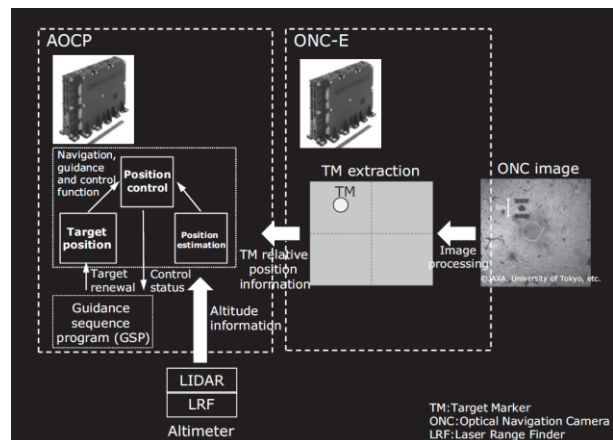 AOCP
Navigation,
guidance
and control
function
Position
control
Target
position
Position
estimation
Target
renewal
Control
status
Guidance
sequence
program (GSP)
TM relative
position
information
Altitude
information
LIDAR
LRF
Altimeter
ONC-E
TM extraction
TM
Image
processing
ONC image
©JAXA, University of Tokyo, etc.
TM:Target Marker
ONC:Optical Navigation Camera
LRF:Laser Range Finder